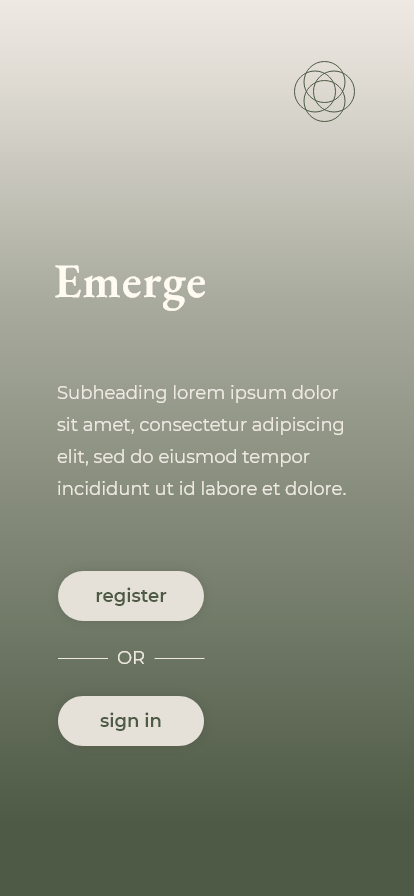 Emerge
Subheading lorem ipsum dolor
sit amet, consectetur adipiscing
elit, sed do eiusmod tempor
incididunt ut id labore et dolore.
register
OR
sign in